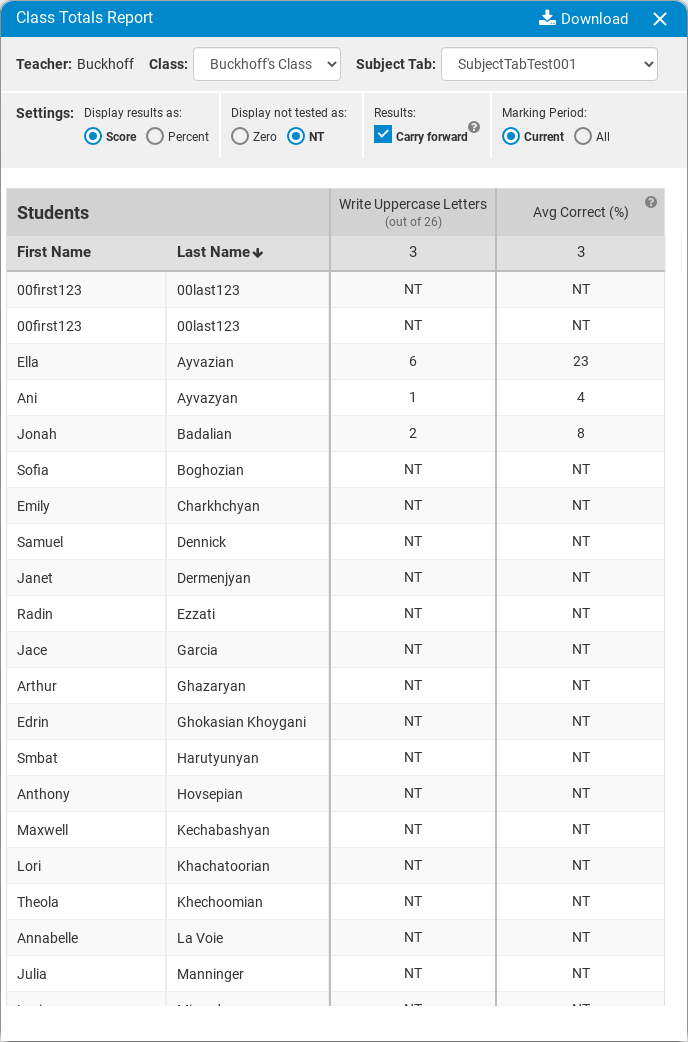 Class Totals Report Download
Teacher: Buckhoff Class: Buckhoff's Class Subject Tab: SubjectTabTest001
Settings: Display results as: Display not tested as: Results: Marking Period:
Score Percent Zero NT Carry forward ? Current All
Students Write Uppercase Letters (out of 26) Avg Correct (%) ?
First Name Last Name 3 3
00first123 00last123 NT NT
00first123 00last123 NT NT
Ella Ayvazian 6 23
Ani Ayvazyan 1 4
Jonah Badalian 2 8
Sofia Boghozian NT NT
Emily Charkhchyan NT NT
Samuel Dennick NT NT
Janet Dermenjyan NT NT
Radin Ezzati NT NT
Jace Garcia NT NT
Arthur Ghazaryan NT NT
Edrin Ghokasian Khoygani NT NT
Smbat Harutyunyan NT NT
Anthony Hovsepian NT NT
Maxwell Kechabashyan NT NT
Lori Khachatoorian NT NT
Theola Khechoomian NT NT
Annabelle La Voie NT NT
Julia Manninger NT NT